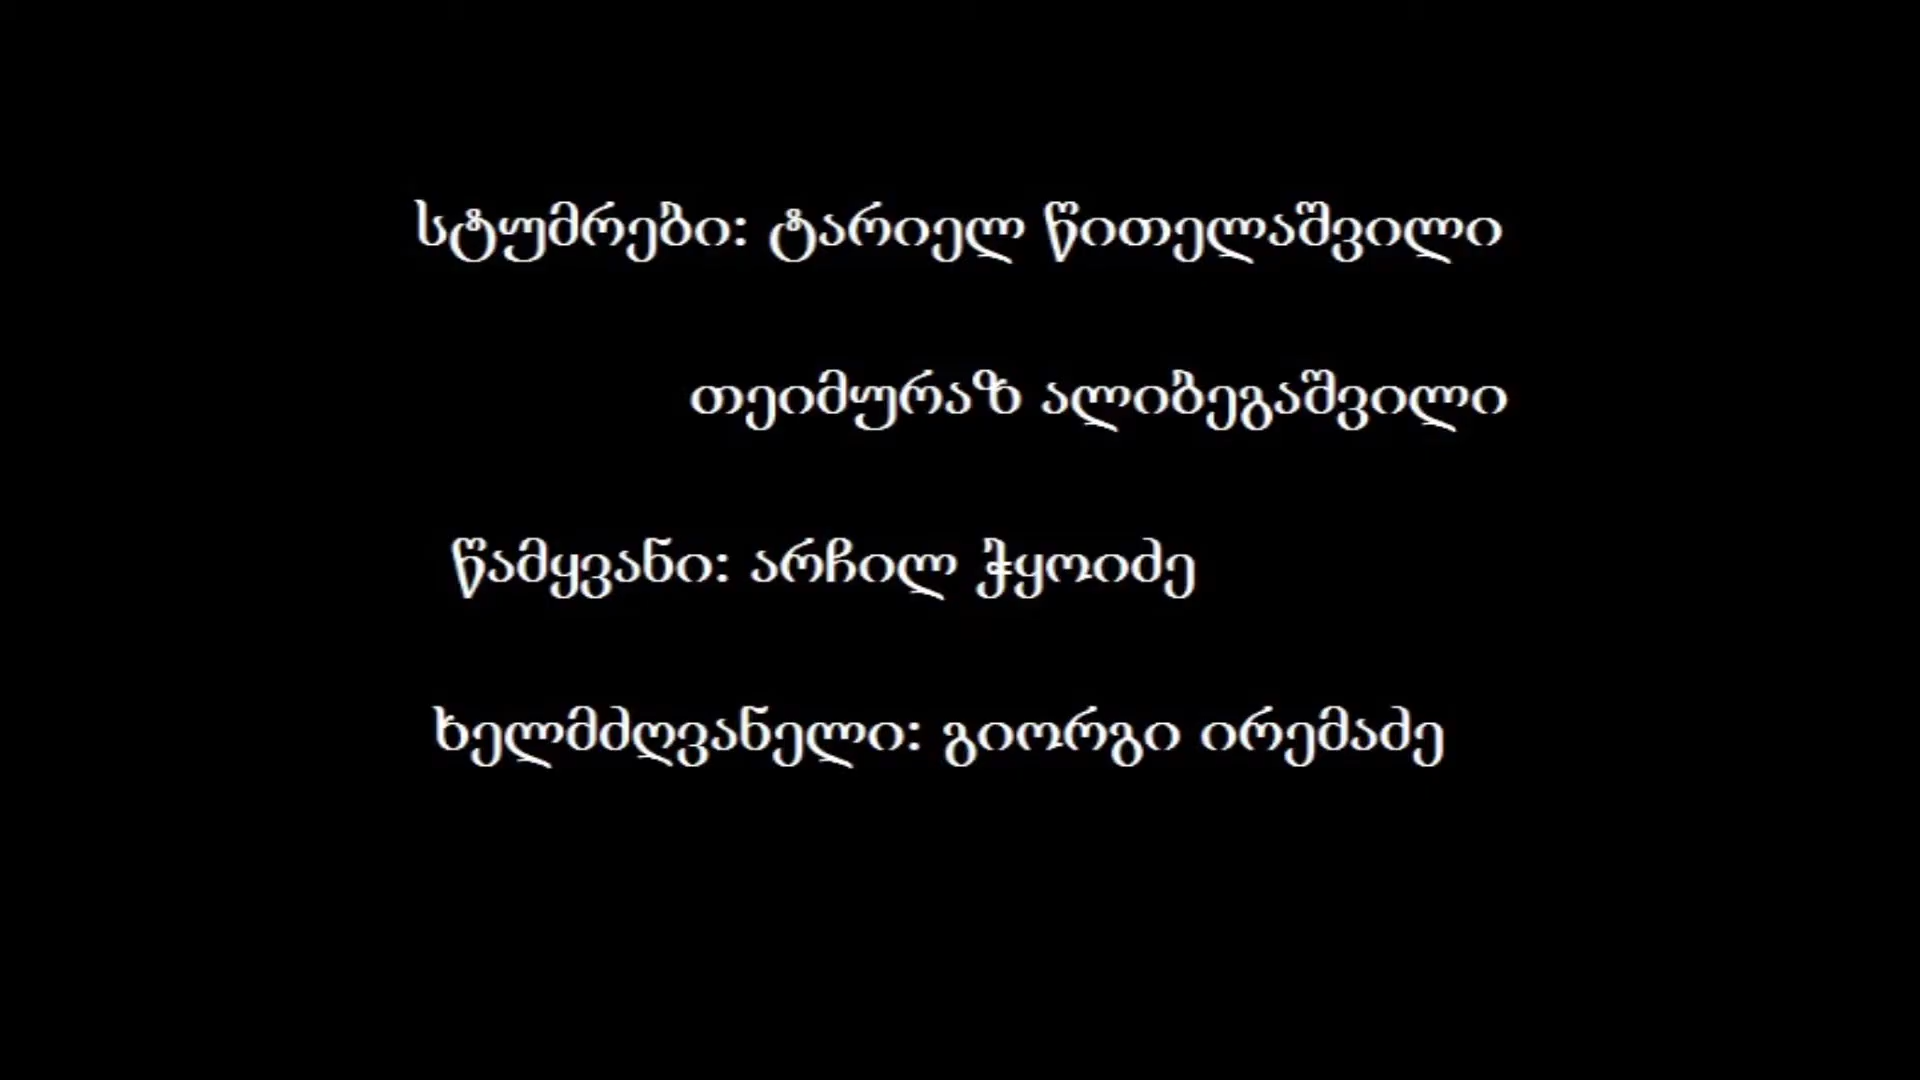 სტუმრები: ტარიელ წითელაშვილი
თეიმურაზ ალიბეგაშვილი
წამყვანი: არჩილ ჭყოიძე
ხელმძღვანელი: გიორგი ირემაძე